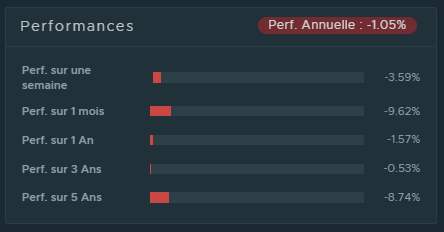 Performances
Perf. Annuelle : -1.05%
Perf. sur une
semaine
-3.59%
Perf. sur 1 mois
-9.62%
Perf. sur 1 An
-1.57%
Perf. sur 3 Ans
-0.53%
Perf. sur 5 Ans
-8.74%